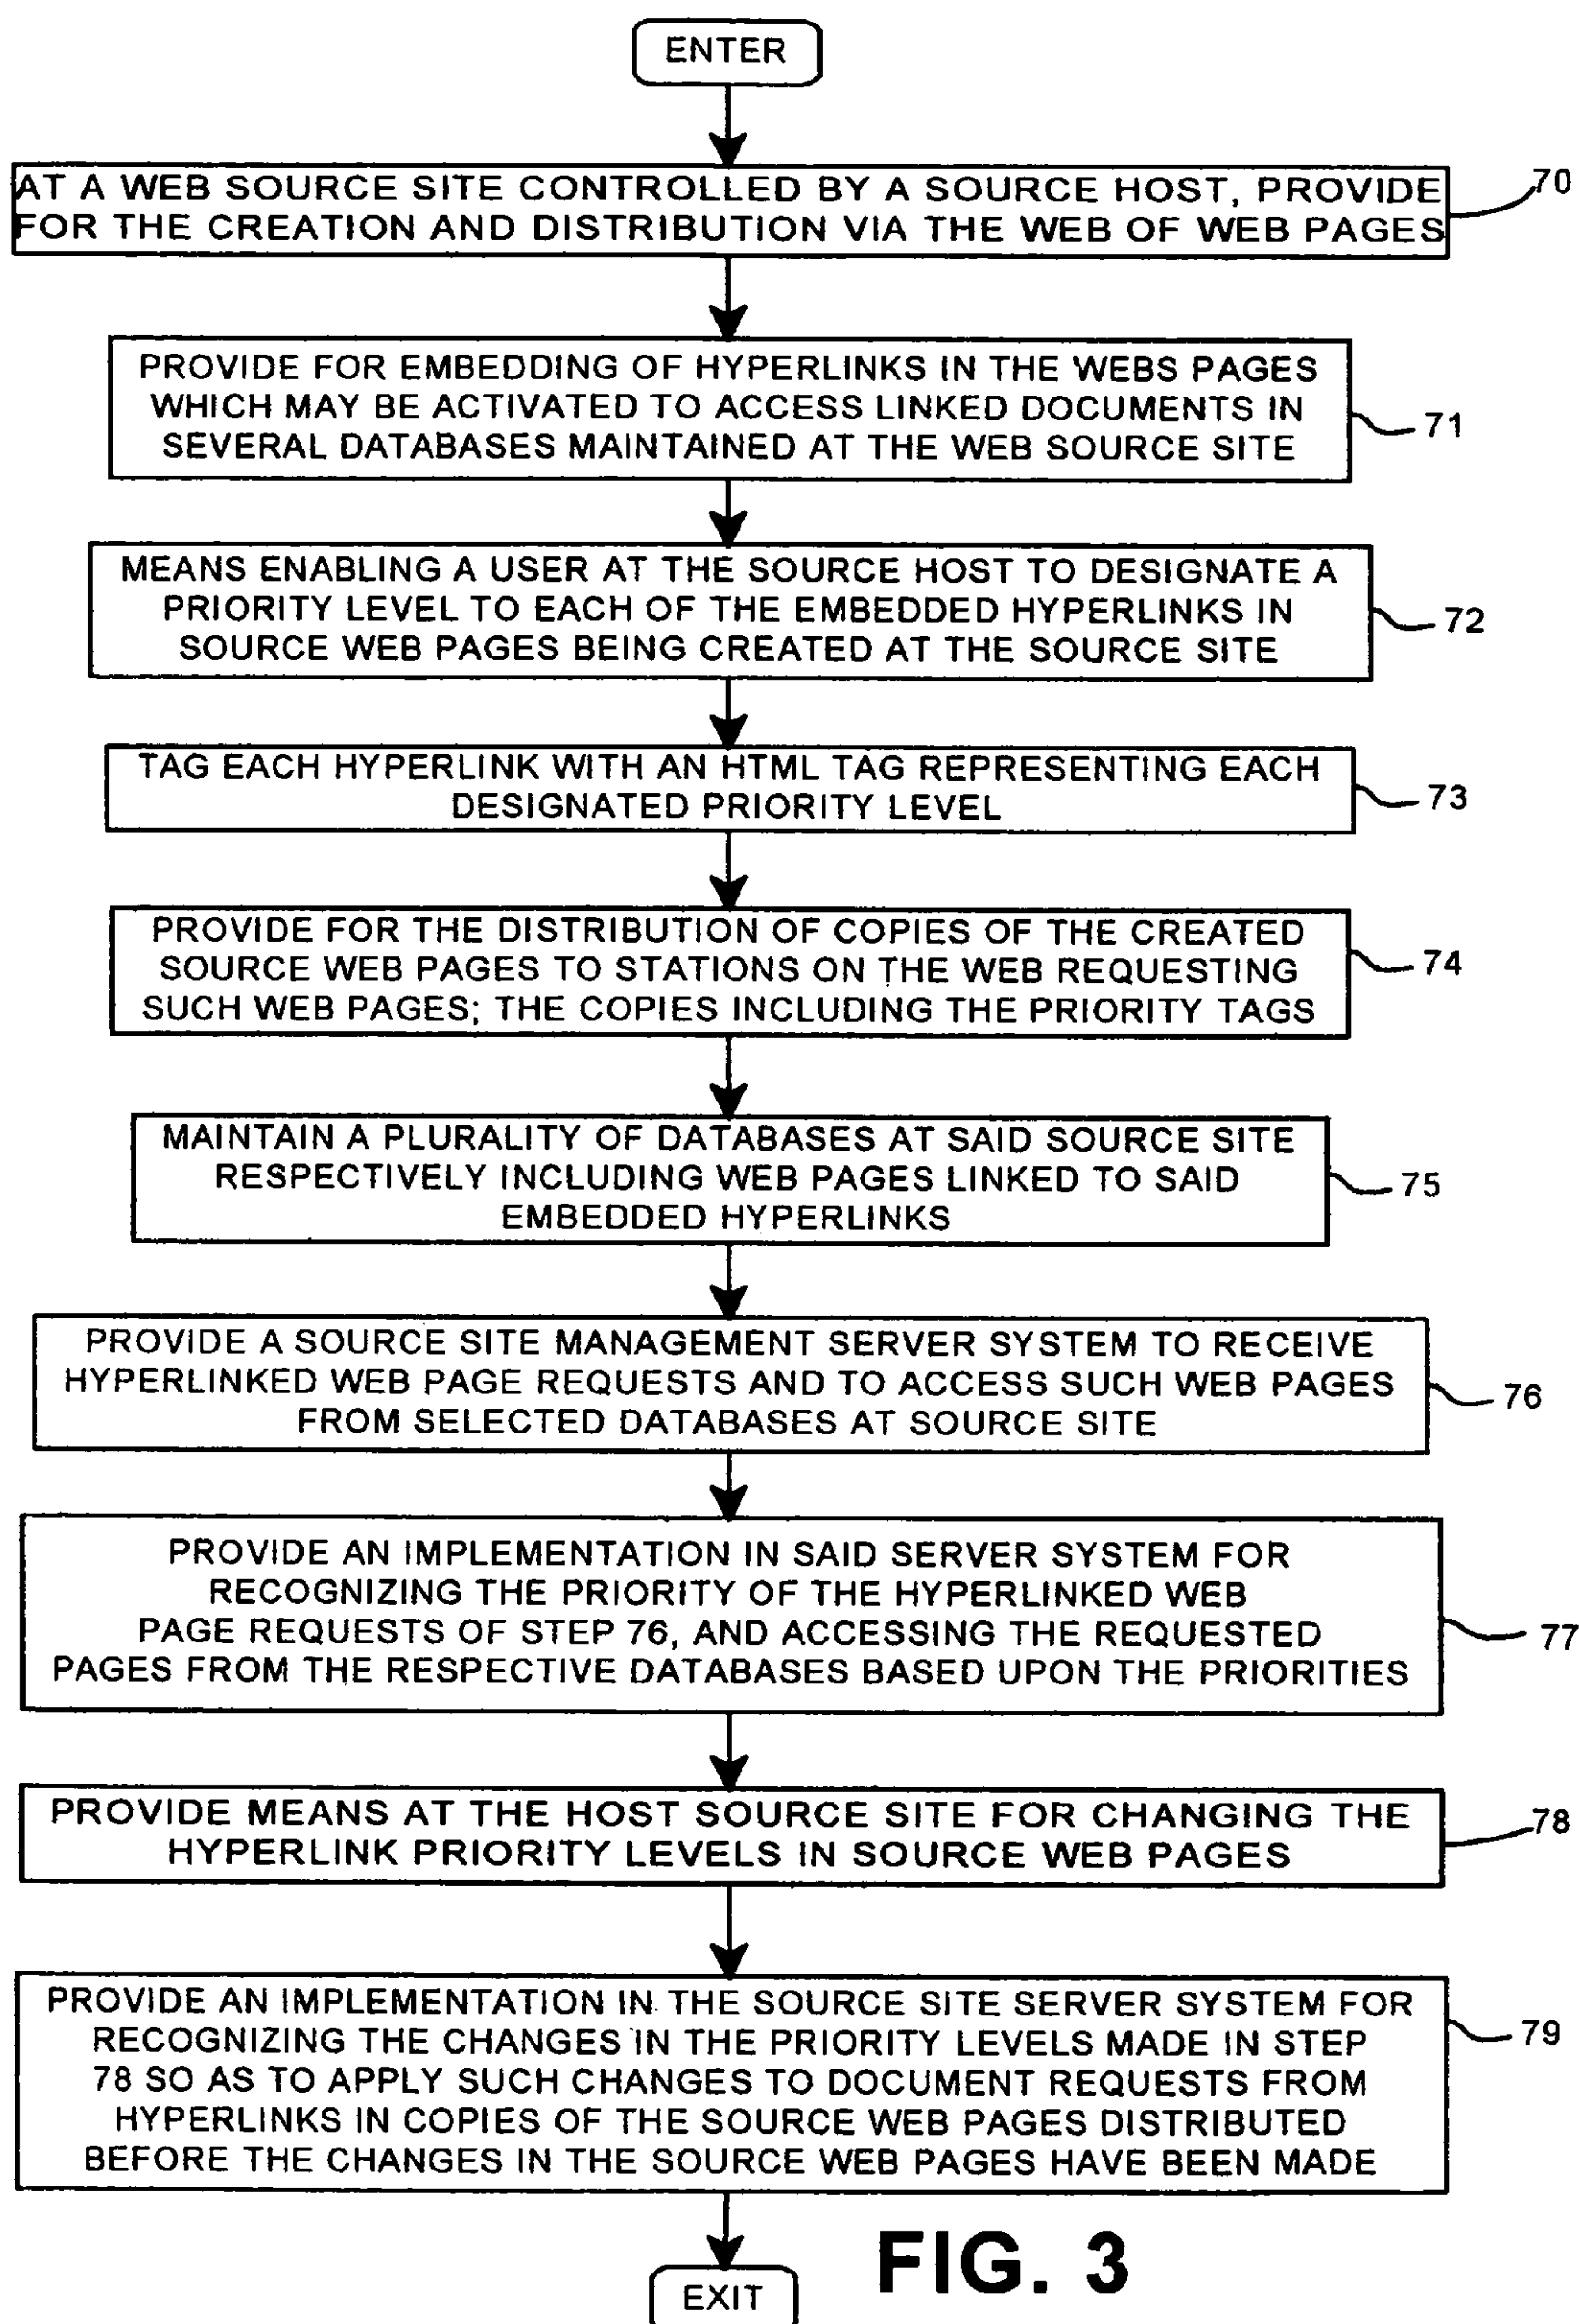 ENTER
AT A WEB SOURCE SITE CONTROLLED BY A SOURCE HOST, PROVIDE
FOR THE CREATION AND DISTRIBUTION VIA THE WEB OF WEB PAGES
70
PROVIDE FOR EMBEDDING OF HYPERLINKS IN THE WEBS PAGES
WHICH MAY BE ACTIVATED TO ACCESS LINKED DOCUMENTS IN
SEVERAL DATABASES MAINTAINED AT THE WEB SOURCE SITE
71
MEANS ENABLING A USER AT THE SOURCE HOST TO DESIGNATE A
PRIORITY LEVEL TO EACH OF THE EMBEDDED HYPERLINKS IN
SOURCE WEB PAGES BEING CREATED AT THE SOURCE SITE
72
TAG EACH HYPERLINK WITH AN HTML TAG REPRESENTING EACH
DESIGNATED PRIORITY LEVEL
73
PROVIDE FOR THE DISTRIBUTION OF COPIES OF THE CREATED
SOURCE WEB PAGES TO STATIONS ON THE WEB REQUESTING
SUCH WEB PAGES; THE COPIES INCLUDING THE PRIORITY TAGS
74
MAINTAIN A PLURALITY OF DATABASES AT SAID SOURCE SITE
RESPECTIVELY INCLUDING WEB PAGES LINKED TO SAID
EMBEDDED HYPERLINKS
75
PROVIDE A SOURCE SITE MANAGEMENT SERVER SYSTEM TO RECEIVE
HYPERLINKED WEB PAGE REQUESTS AND TO ACCESS SUCH WEB PAGES
FROM SELECTED DATABASES AT SOURCE SITE
76
PROVIDE AN IMPLEMENTATION IN SAID SERVER SYSTEM FOR
RECOGNIZING THE PRIORITY OF THE HYPERLINKED WEB
PAGE REQUESTS OF STEP 76, AND ACCESSING THE REQUESTED
PAGES FROM THE RESPECTIVE DATABASES BASED UPON THE PRIORITIES
77
PROVIDE MEANS AT THE HOST SOURCE SITE FOR CHANGING THE
HYPERLINK PRIORITY LEVELS IN SOURCE WEB PAGES
78
PROVIDE AN IMPLEMENTATION IN THE SOURCE SITE SERVER SYSTEM FOR
RECOGNIZING THE CHANGES IN THE PRIORITY LEVELS MADE IN STEP
78 SO AS TO APPLY SUCH CHANGES TO DOCUMENT REQUESTS FROM
HYPERLINKS IN COPIES OF THE SOURCE WEB PAGES DISTRIBUTED
BEFORE THE CHANGES IN THE SOURCE WEB PAGES HAVE BEEN MADE
79
EXIT
FIG. 3